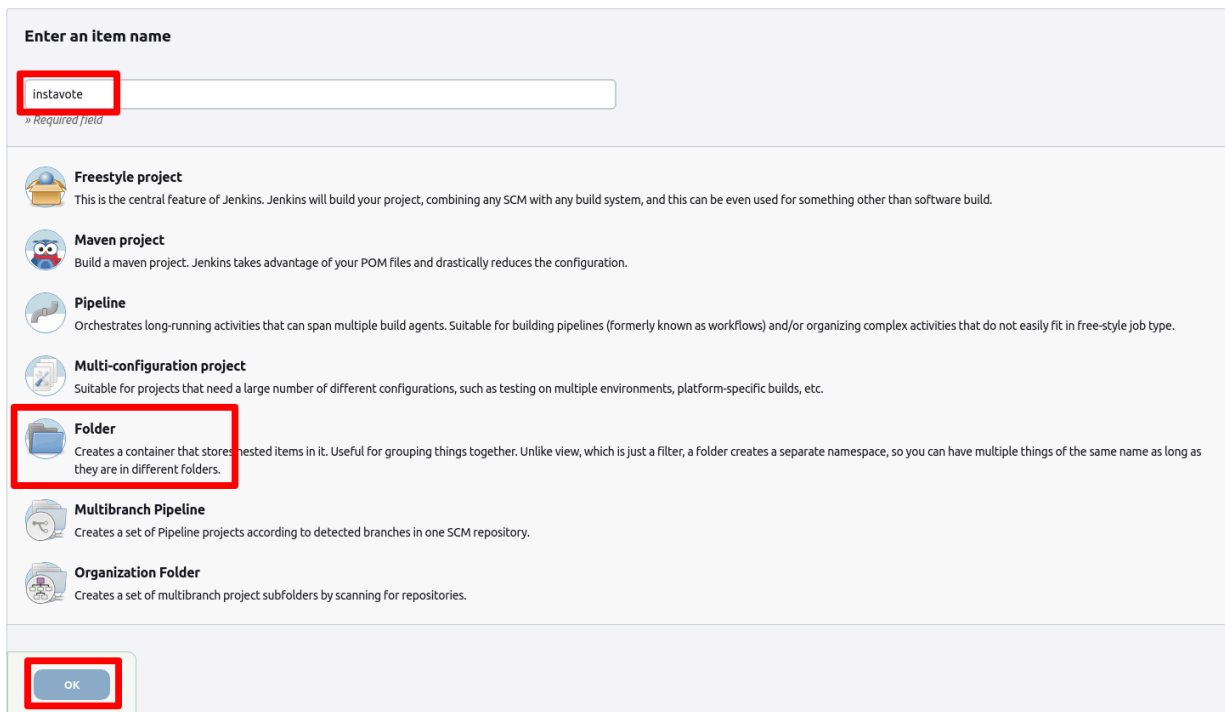 Enter an item name
instavote
» Required field
Freestyle project
This is the central feature of Jenkins. Jenkins will build your project, combining any SCM with any build system, and this can be even used for something other than software build.
Maven project
Build a maven project. Jenkins takes advantage of your POM files and drastically reduces the configuration.
Pipeline
Orchestrates long-running activities that can span multiple build agents. Suitable for building pipelines (formerly known as workflows) and/or organizing complex activities that do not easily fit in free-style job type.
Multi-configuration project
Suitable for projects that need a large number of different configurations, such as testing on multiple environments, platform-specific builds, etc.
Folder
Creates a container that stores nested items in it. Useful for grouping things together. Unlike view, which is just a filter, a folder creates a separate namespace, so you can have multiple things of the same name as long as
they are in different folders.
Multibranch Pipeline
Creates a set of Pipeline projects according to detected branches in one SCM repository.
Organization Folder
Creates a set of multibranch project subfolders by scanning for repositories.
OK